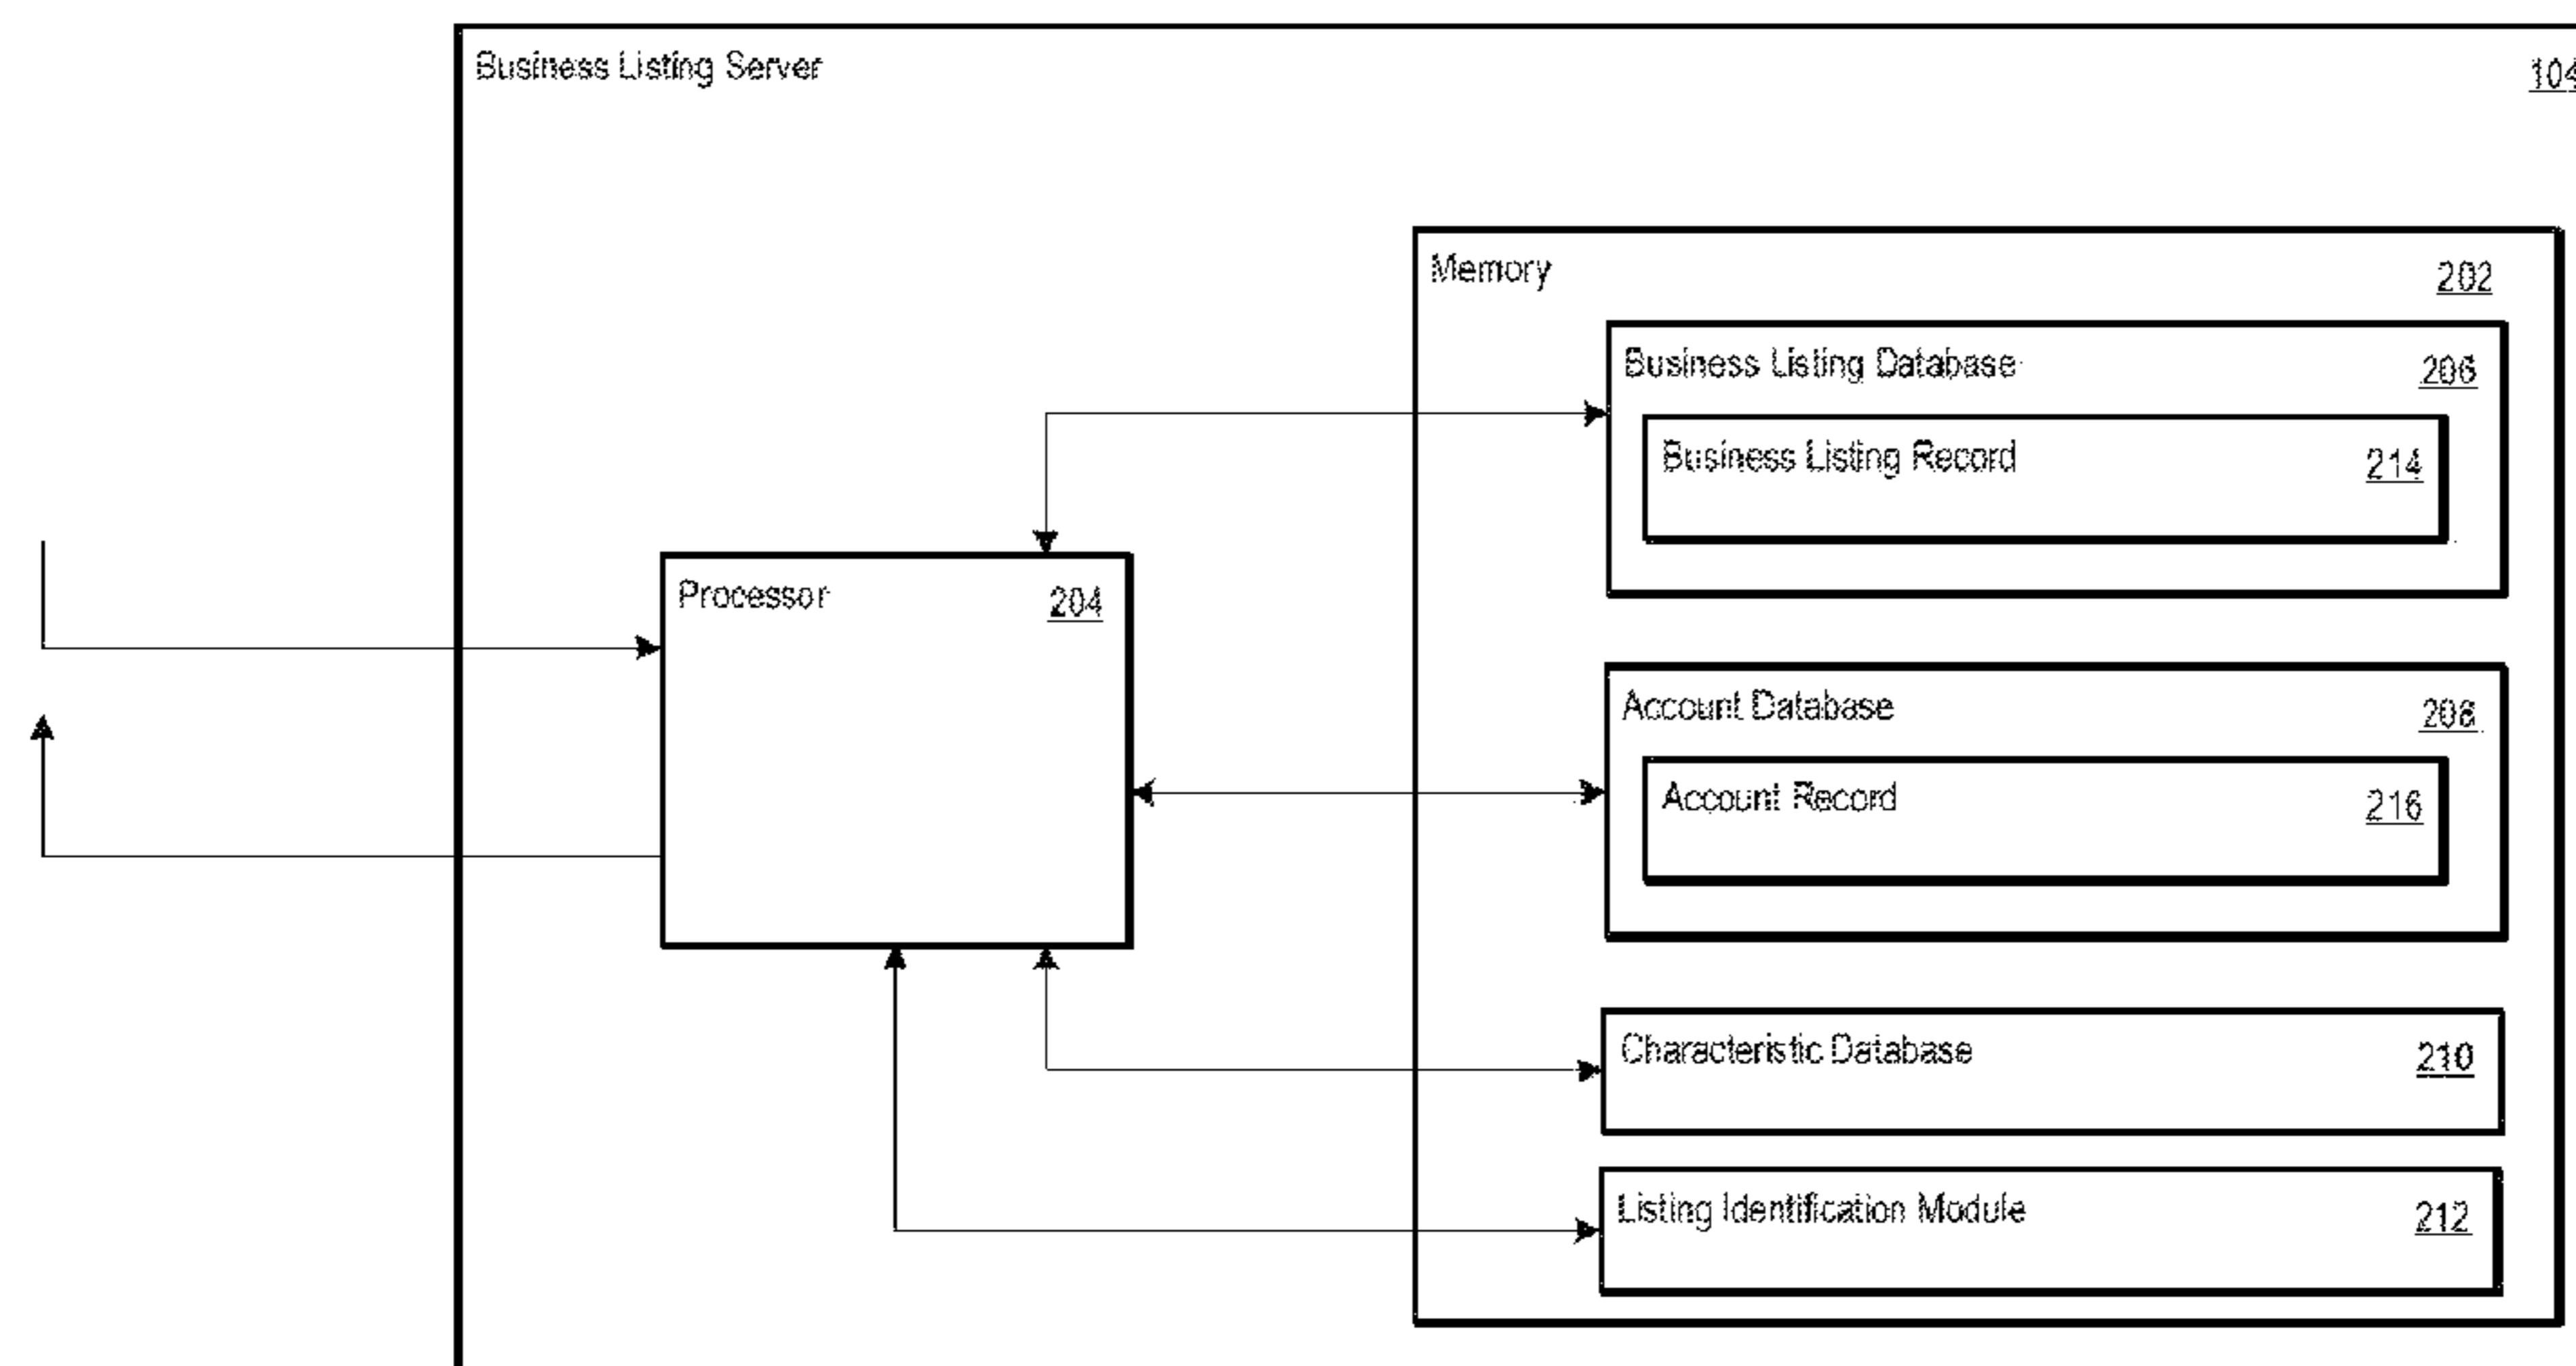 Business Listing Server 104
Memory 202
Business Listing Database 206
Business Listing Record 214
Processor 204
Account Database 208
Account Record 216
Characteristic Database 210
Listing Identification Module 212